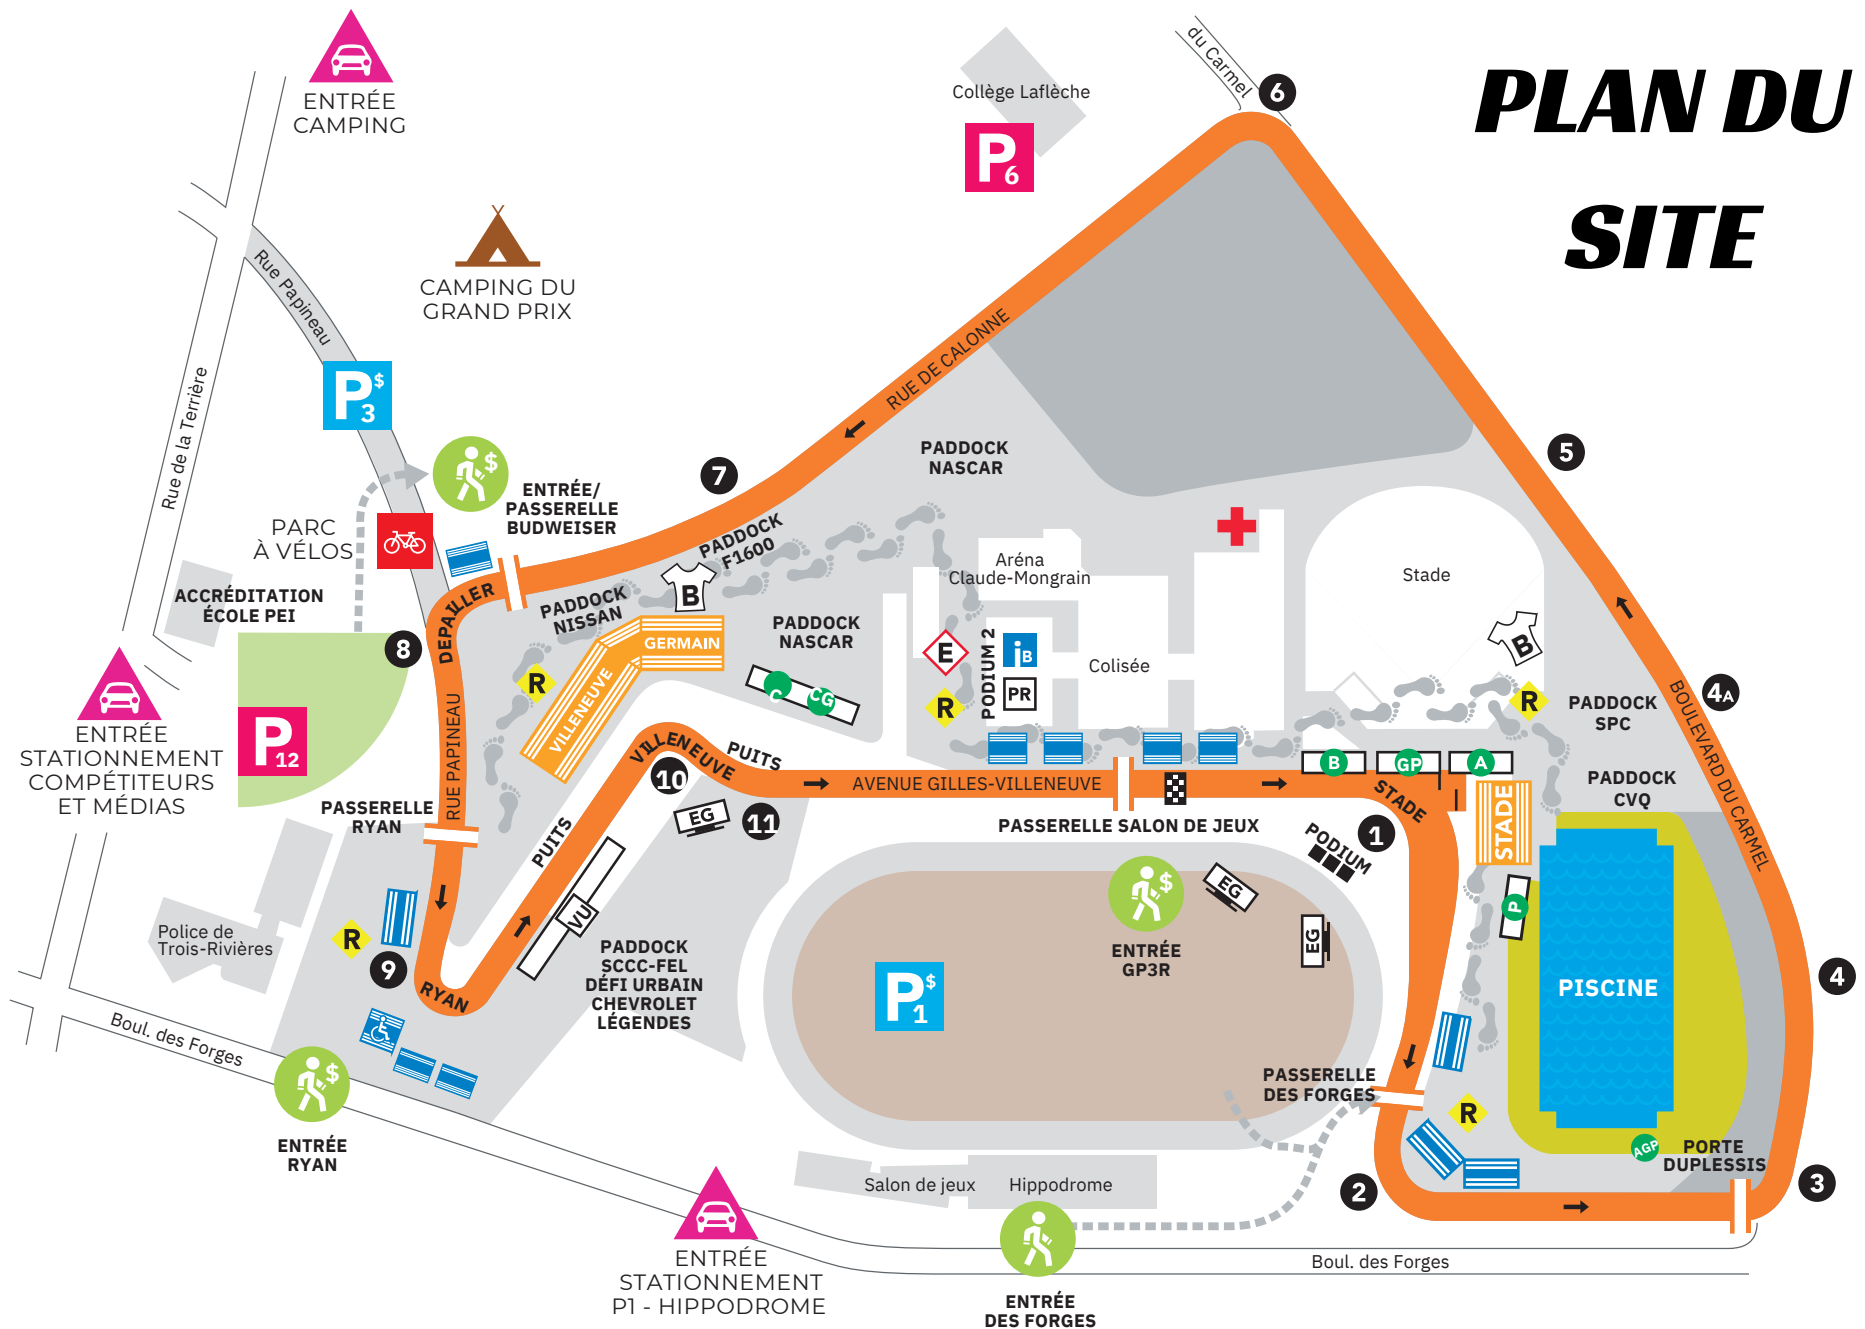 PLAN DU
SITE
ENTRÉE
CAMPING
Collège Laflèche
P6
du Carmel
6
Rue Papineau
CAMPING DU
GRAND PRIX
Rue de la Terrière
P$3
RUE DE CALONNE
5
7
PADDOCK
NASCAR
$
ENTRÉE/
PASSERELLE
BUDWEISER
PARC
À VÉLOS
PADDOCK
F1600
Aréna
Claude-Mongrain
Stade
ACCRÉDITATION
ÉCOLE PEI
DEPAILLER
PADDOCK
NISSAN
B
PADDOCK
NASCAR
GERMAIN
VILLENEUVE
8
E
R
PODIUM 2
iB
PR
Colisée
B
R
R
C
CG
4A
BOULEVARD DU CARMEL
PADDOCK
SPC
ENTRÉE
STATIONNEMENT
COMPÉTITEURS
ET MÉDIAS
P12
RUE PAPINEAU
VILLENEUVE
PUITS
10
11
EG
AVENUE GILLES-VILLENEUVE
B
GP
A
STADE
PADDOCK
CVQ
PASSERELLE
RYAN
PUITS
PASSERELLE SALON DE JEUX
PODIUM
1
STADE
$
ENTRÉE
GP3R
EG
EG
P
Police de
Trois-Rivières
R
9
RYAN
VU
PADDOCK
SCCC-FEL
DÉFI URBAIN
CHEVROLET
LÉGENDES
P$1
PISCINE
4
Boul. des Forges
$
ENTRÉE
RYAN
PASSERELLE
DES FORGES
R
AGP
PORTE
DUPLESSIS
2
3
Salon de jeux
Hippodrome
ENTRÉE
STATIONNEMENT
P1 - HIPPODROME
ENTRÉE
DES FORGES
Boul. des Forges